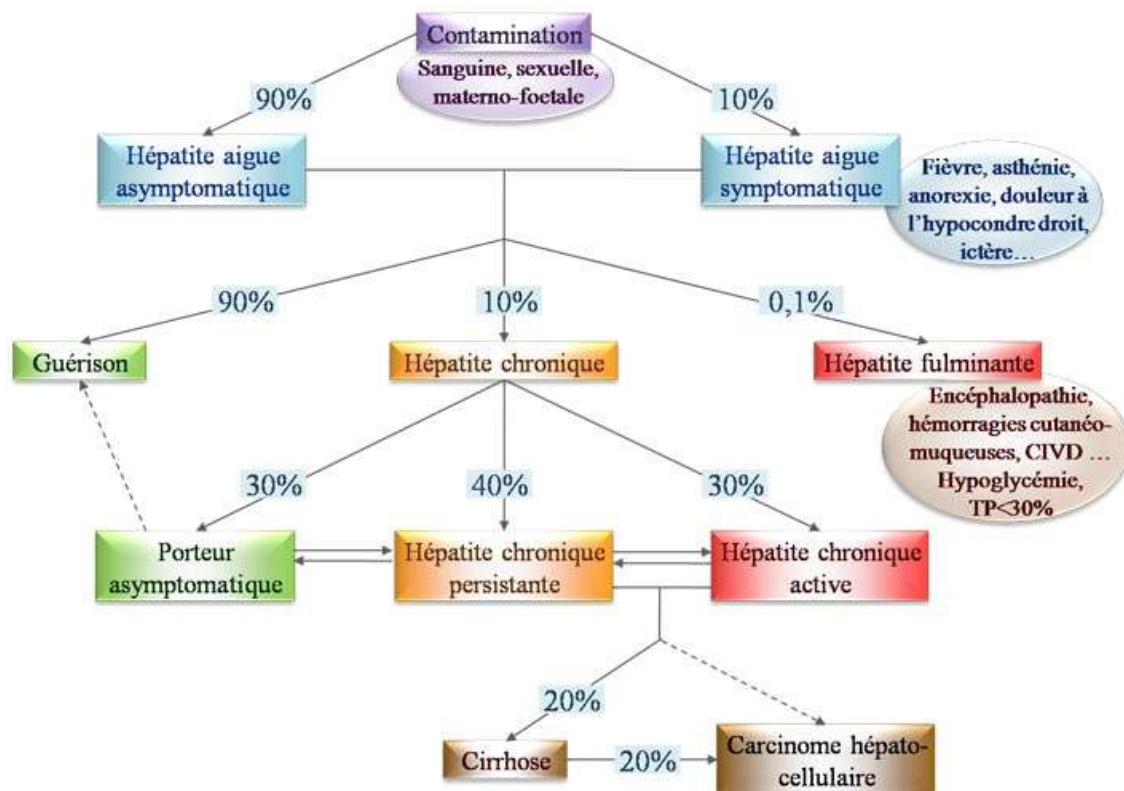 Contamination
Sanguine, sexuelle,
materno-foetale
90%
10%
Hépatite aigue
asymptomatique
Hépatite aigue
symptomatique
Fièvre, asthénie,
anorexie, douleur à
l'hypocondre droit,
ictère...
90%
10%
0,1%
Guérison
Hépatite chronique
Hépatite fulminante
Encéphalopathie,
hémorragies cutanéo-
muqueuses, CIVD ...
Hypoglycémie,
TP<30%
30%
40%
30%
Porteur
asymptomatique
Hépatite chronique
persistante
Hépatite chronique
active
20%
Cirrhose
20%
Carcinome hépato-
cellulaire